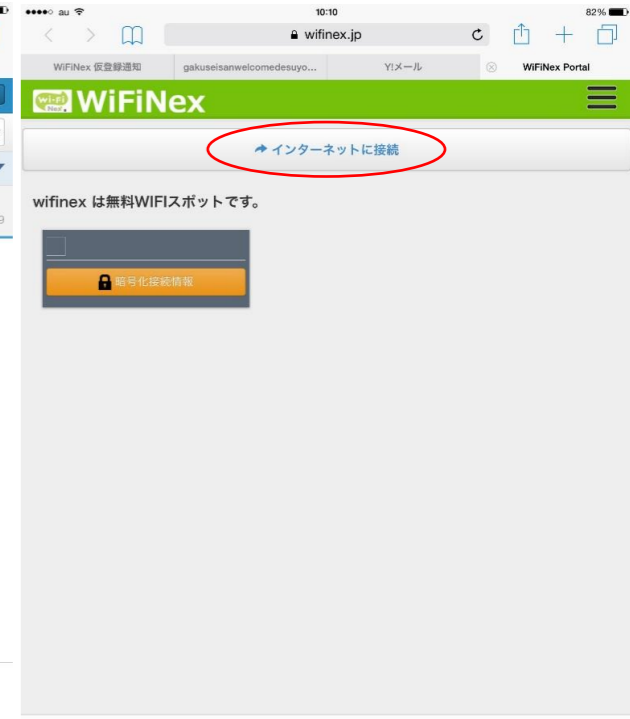 ●●●●○ au 10:10 82%
wifinex.jp
WiFiNex 仮登録通知 gakuseisanwelcomedesuyo... Y!メール WiFiNex Portal
WiFi Nex. WiFiNex
インターネットに接続
wifinex は無料WIFIスポットです。
暗号化接続情報